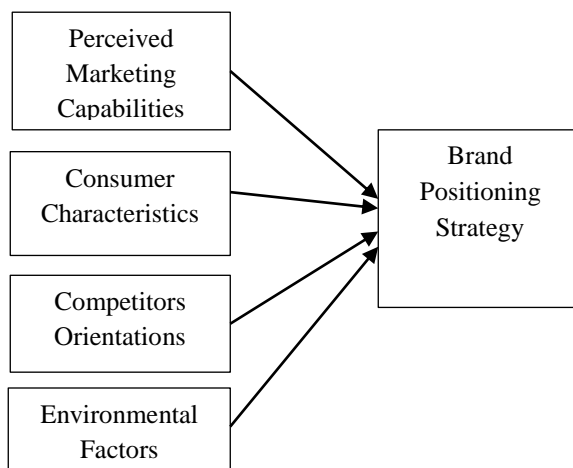 Perceived
Marketing
Capabilities
Consumer
Characteristics
Competitors
Orientations
Environmental
Factors
Brand
Positioning
Strategy